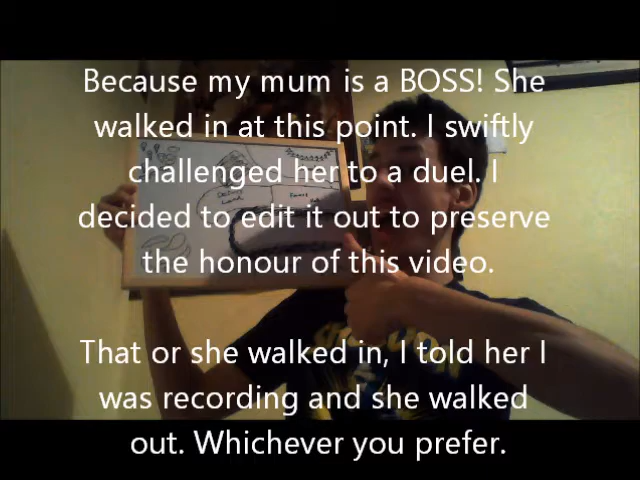 Because my mum is a BOSS! She
walked in at this point. I swiftly
challenged her to a duel. I
decided to edit it out to preserve
the honour of this video.
That or she walked in, I told her I
was recording and she walked
out. Whichever you prefer.